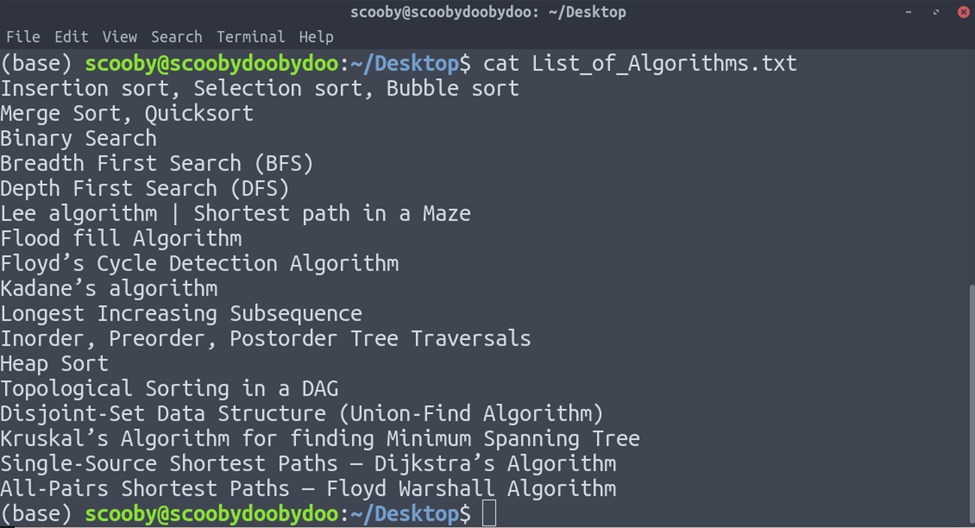 scooby@scoobydoobydoo: ~/Desktop
File Edit View Search Terminal Help
(base) scooby@scoobydoobydoo:~/Desktop$ cat List_of_Algorithms.txt
Insertion sort, Selection sort, Bubble sort
Merge Sort, Quicksort
Binary Search
Breadth First Search (BFS)
Depth First Search (DFS)
Lee algorithm | Shortest path in a Maze
Flood fill Algorithm
Floyd’s Cycle Detection Algorithm
Kadane’s algorithm
Longest Increasing Subsequence
Inorder, Preorder, Postorder Tree Traversals
Heap Sort
Topological Sorting in a DAG
Disjoint-Set Data Structure (Union-Find Algorithm)
Kruskal’s Algorithm for finding Minimum Spanning Tree
Single-Source Shortest Paths — Dijkstra’s Algorithm
All-Pairs Shortest Paths — Floyd Warshall Algorithm
(base) scooby@scoobydoobydoo:~/Desktop$